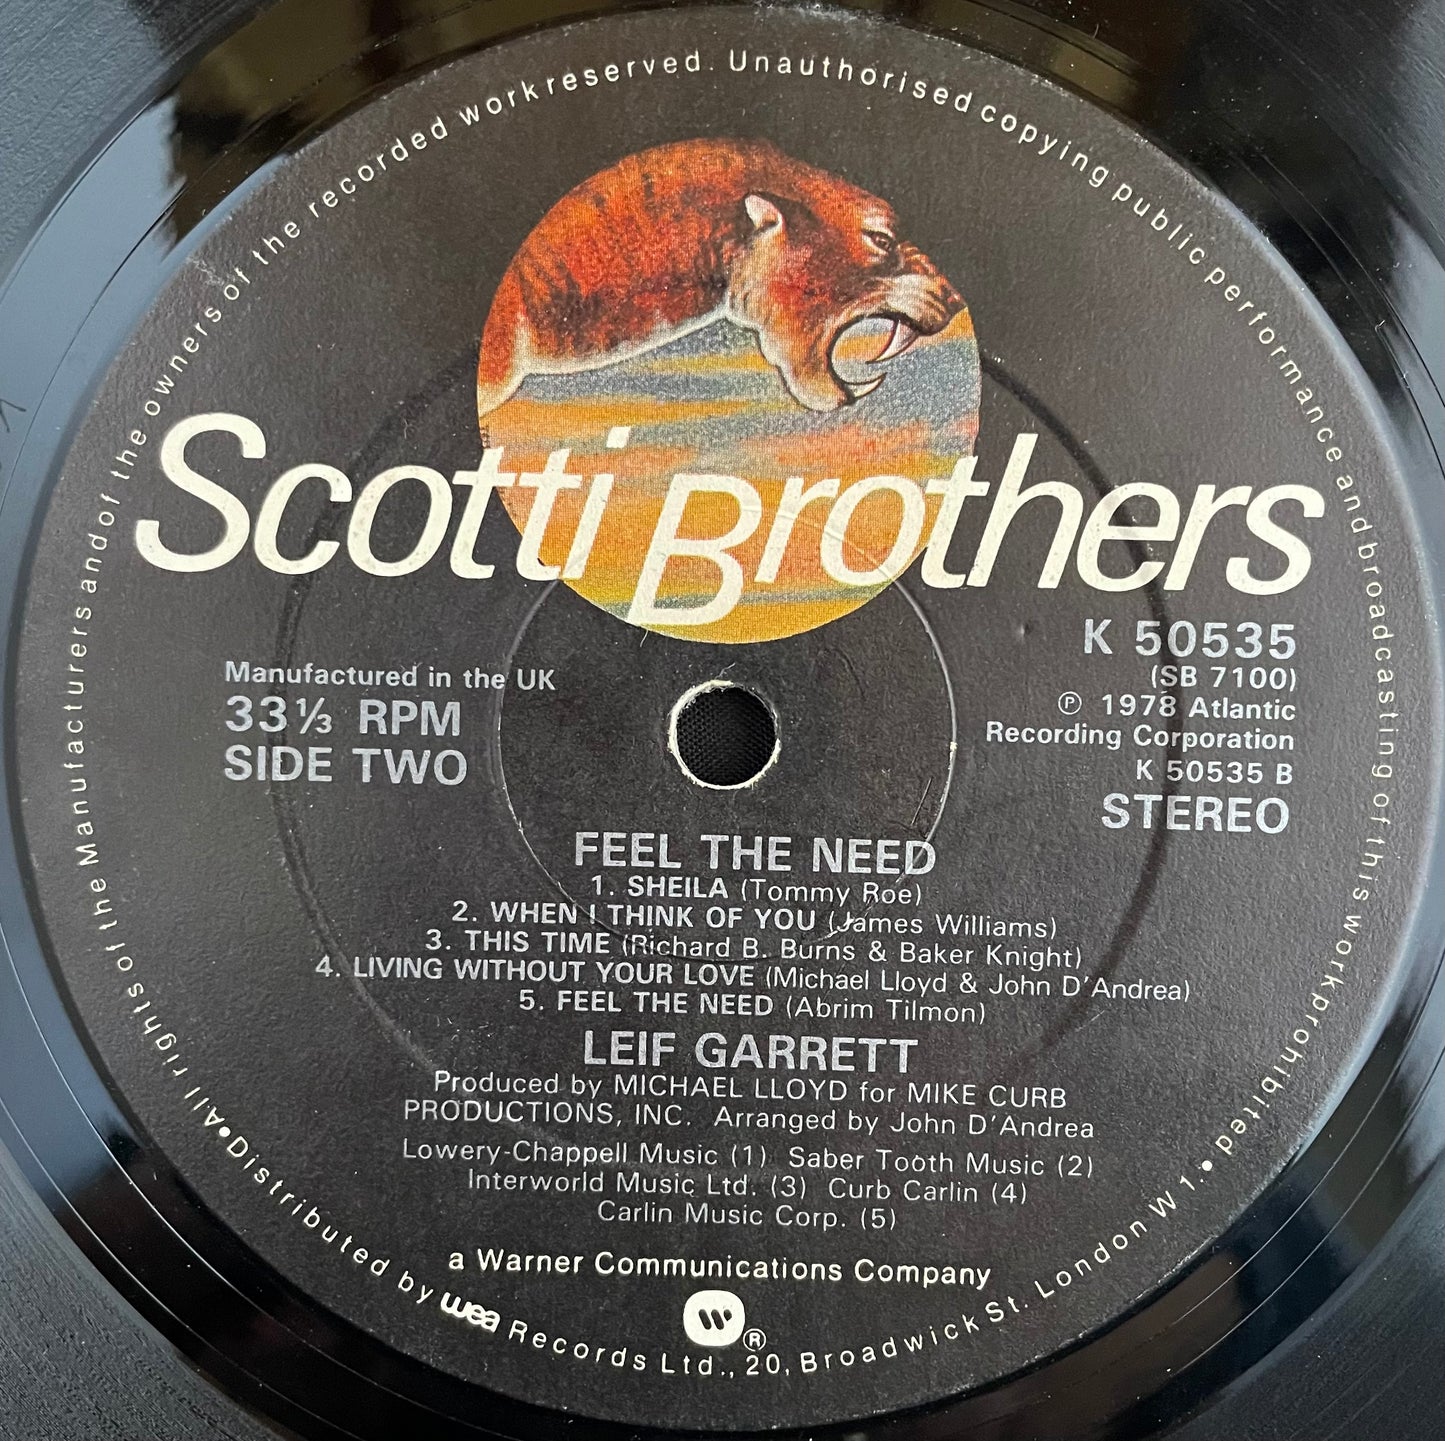 All rights of the Manufacturers and of the owners of the recorded work reserved. Unauthorised copying public performance and broadcasting of this work prohibited.
Scotti Brothers
Manufactured in the UK
33⅓ RPM
SIDE TWO
K 50535
(SB 7100)
℗ 1978 Atlantic
Recording Corporation
K 50535 B
STEREO
FEEL THE NEED
1. SHEILA (Tommy Roe)
2. WHEN I THINK OF YOU (James Williams)
3. THIS TIME (Richard B. Burns & Baker Knight)
4. LIVING WITHOUT YOUR LOVE (Michael Lloyd & John D'Andrea)
5. FEEL THE NEED (Abrim Tilmon)
LEIF GARRETT
Produced by MICHAEL LLOYD for MIKE CURB
PRODUCTIONS, INC. Arranged by John D'Andrea
Lowery-Chappell Music (1) Saber Tooth Music (2)
Interworld Music Ltd. (3) Curb Carlin (4)
Carlin Music Corp. (5)
a Warner Communications Company
W ®
•Distributed by wea Records Ltd., 20, Broadwick St. London W1.•